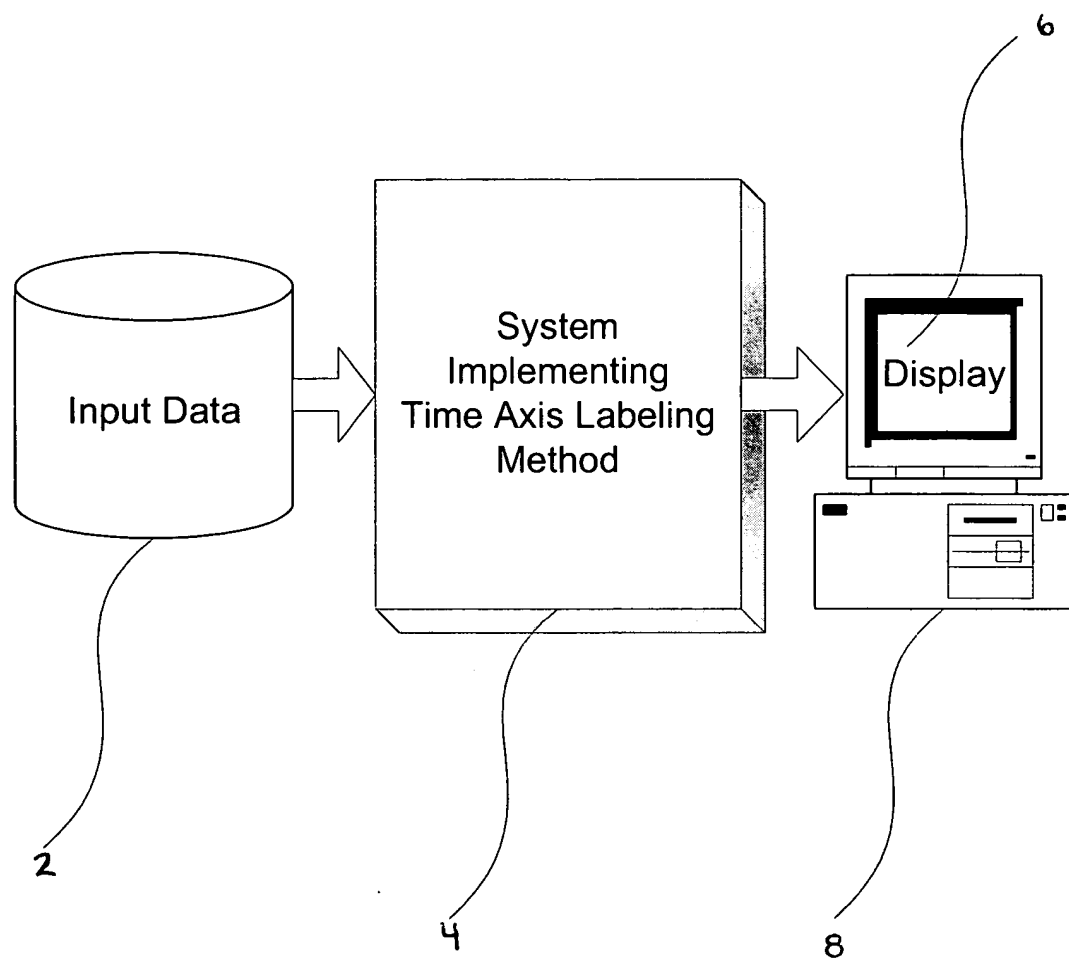 6
Input Data
System
Implementing
Time Axis Labeling
Method
Display
2
4
8